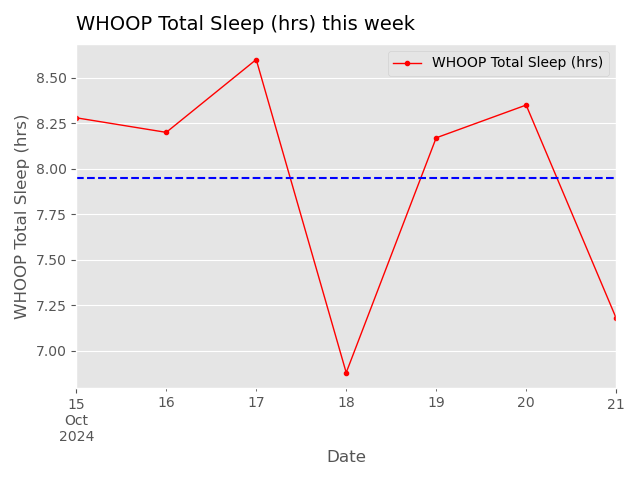 WHOOP Total Sleep (hrs) this week
WHOOP Total Sleep (hrs)
WHOOP Total Sleep (hrs)
8.50
8.25
8.00
7.75
7.50
7.25
7.00
15 16 17 18 19 20 21
Oct
2024
Date